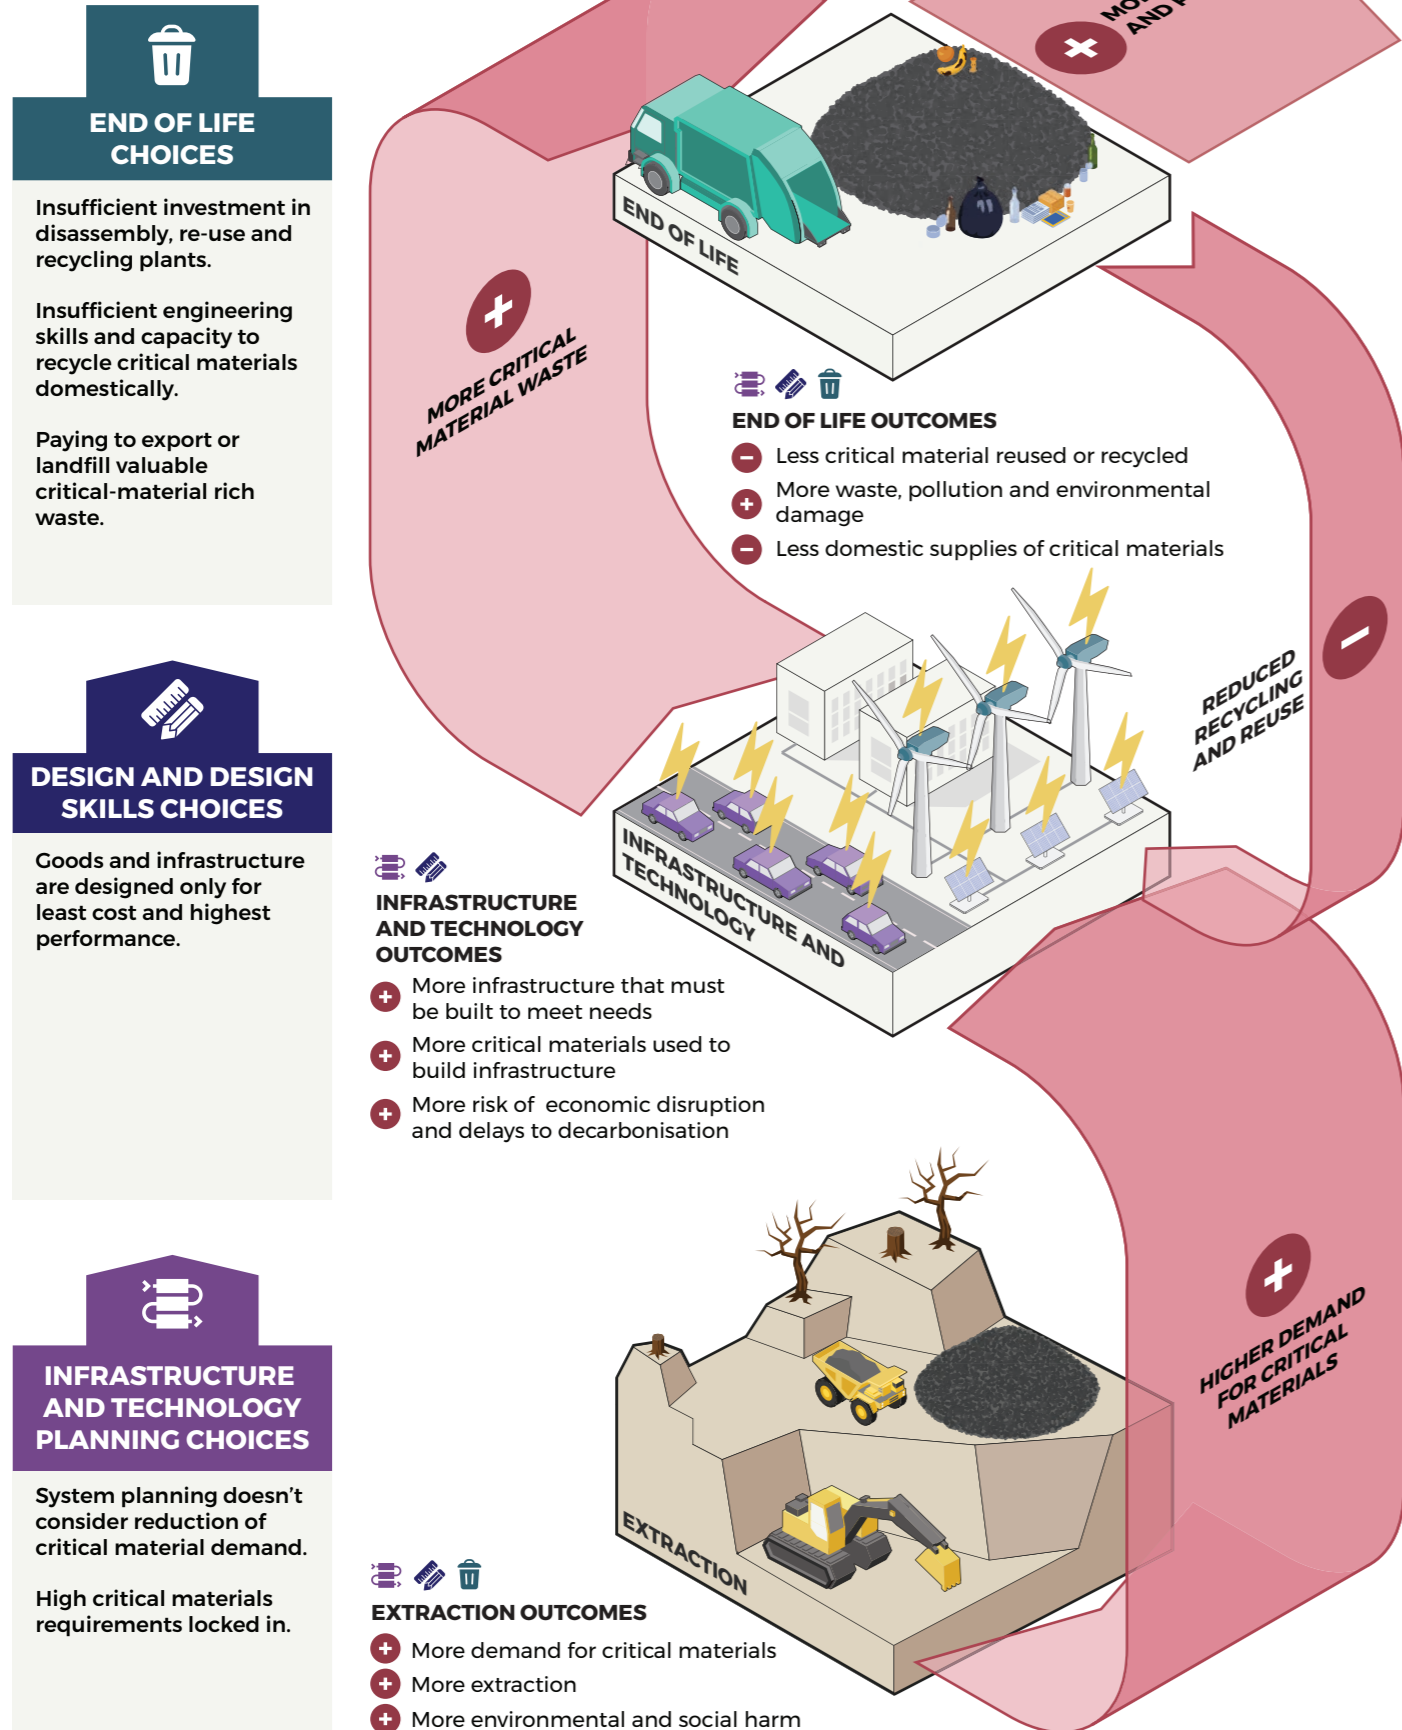 MO
AND P
END OF LIFE
CHOICES
Insufficient investment in
disassembly, re-use and
recycling plants.
Insufficient engineering
skills and capacity to
recycle critical materials
domestically.
Paying to export or
landfill valuable
critical-material rich
waste.
END OF LIFE
MORE CRITICAL
MATERIAL WASTE
END OF LIFE OUTCOMES
Less critical material reused or recycled
More waste, pollution and environmental
damage
Less domestic supplies of critical materials
REDUCED
RECYCLING
AND REUSE
DESIGN AND DESIGN
SKILLS CHOICES
Goods and infrastructure
are designed only for
least cost and highest
performance.
INFRASTRUCTURE AND
TECHNOLOGY
INFRASTRUCTURE
AND TECHNOLOGY
OUTCOMES
More infrastructure that must
be built to meet needs
More critical materials used to
build infrastructure
More risk of economic disruption
and delays to decarbonisation
HIGHER DEMAND
FOR CRITICAL
MATERIALS
INFRASTRUCTURE
AND TECHNOLOGY
PLANNING CHOICES
System planning doesn't
consider reduction of
critical material demand.
High critical materials
requirements locked in.
EXTRACTION
EXTRACTION OUTCOMES
More demand for critical materials
More extraction
More environmental and social harm